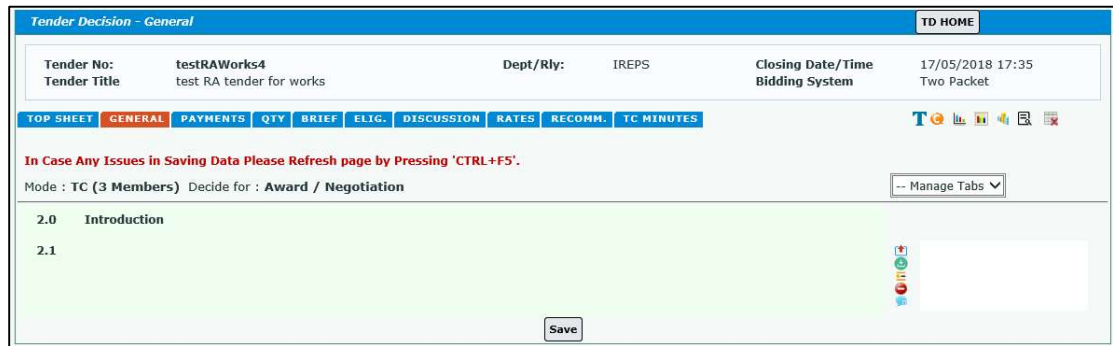 Tender Decision - General TD HOME
Tender No: testRAWorks4 Dept/Rly: IREPS Closing Date/Time 17/05/2018 17:35
Tender Title test RA tender for works Bidding System Two Packet
TOP SHEET GENERAL PAYMENTS QTY BRIEF ELIG. DISCUSSION RATES RECOMM. TC MINUTES T C
In Case Any Issues in Saving Data Please Refresh page by Pressing 'CTRL+F5'.
Mode : TC (3 Members) Decide for : Award / Negotiation -- Manage Tabs
2.0 Introduction
2.1
Save